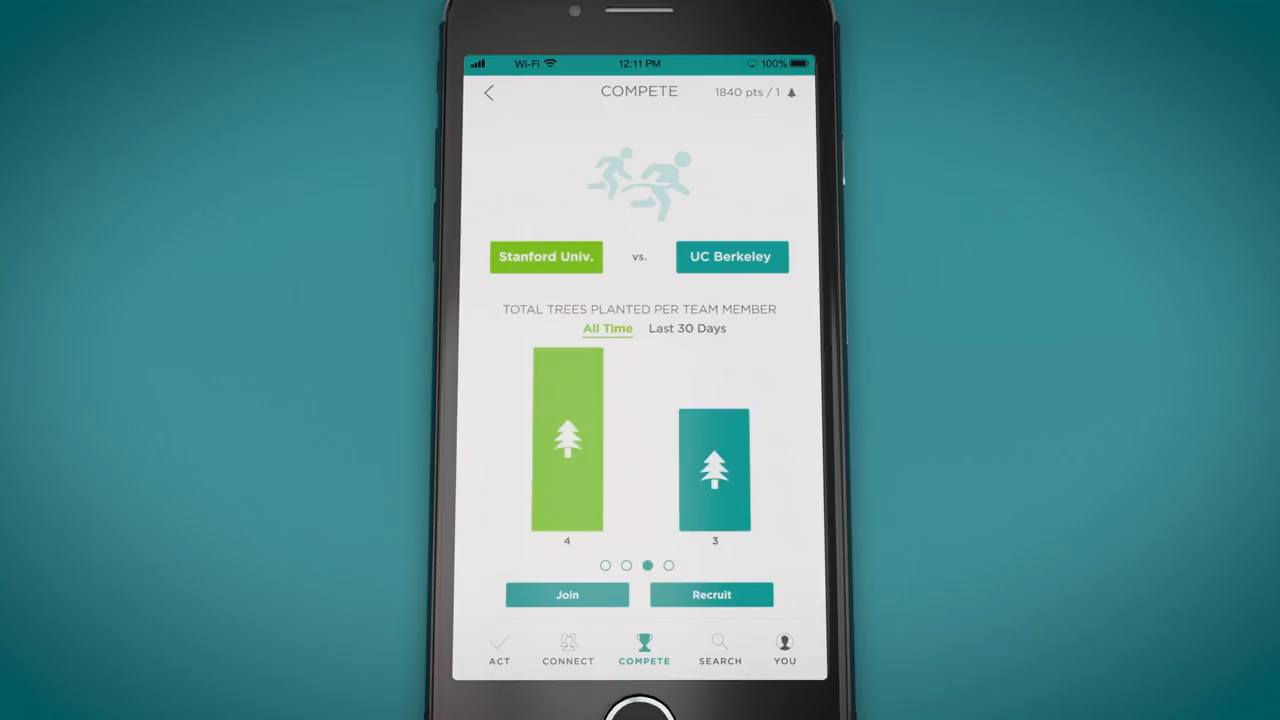 Wi-Fi 12:11 PM 100%
COMPETE 1840 pts / 1
Stanford Univ. vs. UC Berkeley
TOTAL TREES PLANTED PER TEAM MEMBER
All Time Last 30 Days
4 3
Join Recruit
ACT CONNECT COMPETE SEARCH YOU